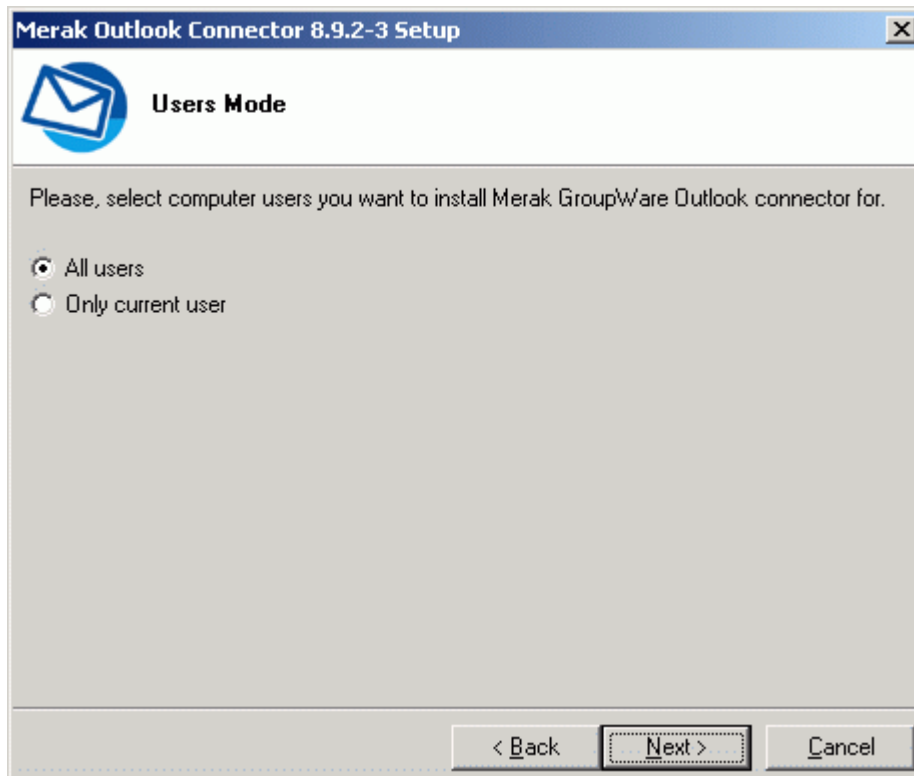 Merak Outlook Connector 8.9.2-3 Setup
Users Mode
Please, select computer users you want to install Merak GroupWare Outlook connector for.
All users
Only current user
< Back Next > Cancel